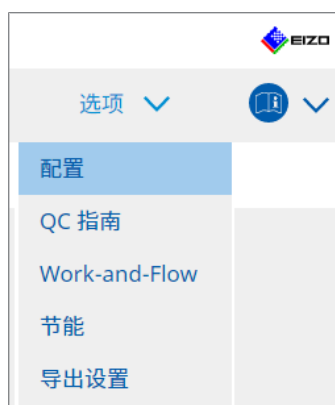 EIZO
选项
配置
QC 指南
Work-and-Flow
节能
导出设置